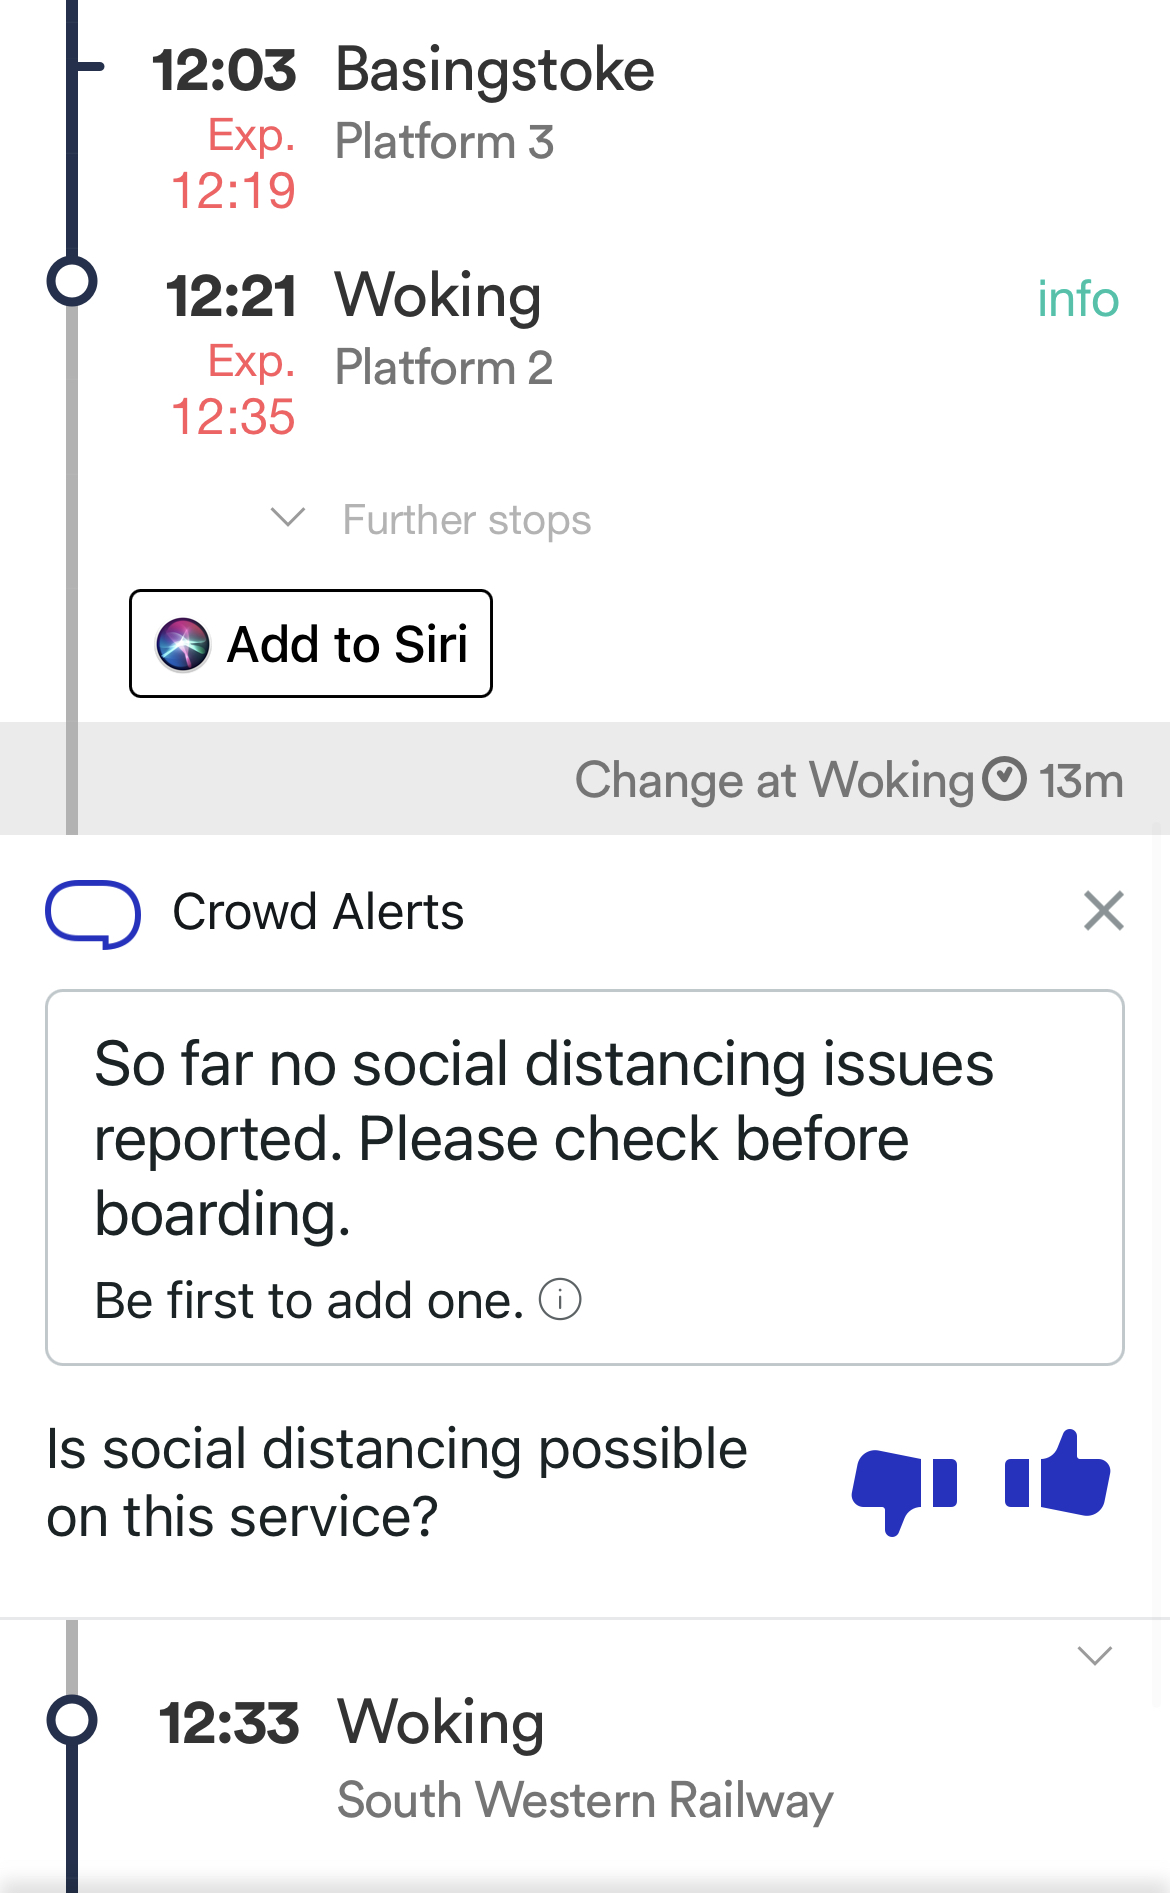 12:03 Basingstoke
Exp. Platform 3
12:19
12:21 Woking info
Exp. Platform 2
12:35
Further stops
Add to Siri
Change at Woking 13m
Crowd Alerts
So far no social distancing issues
reported. Please check before
boarding.
Be first to add one.
Is social distancing possible
on this service?
12:33 Woking
South Western Railway